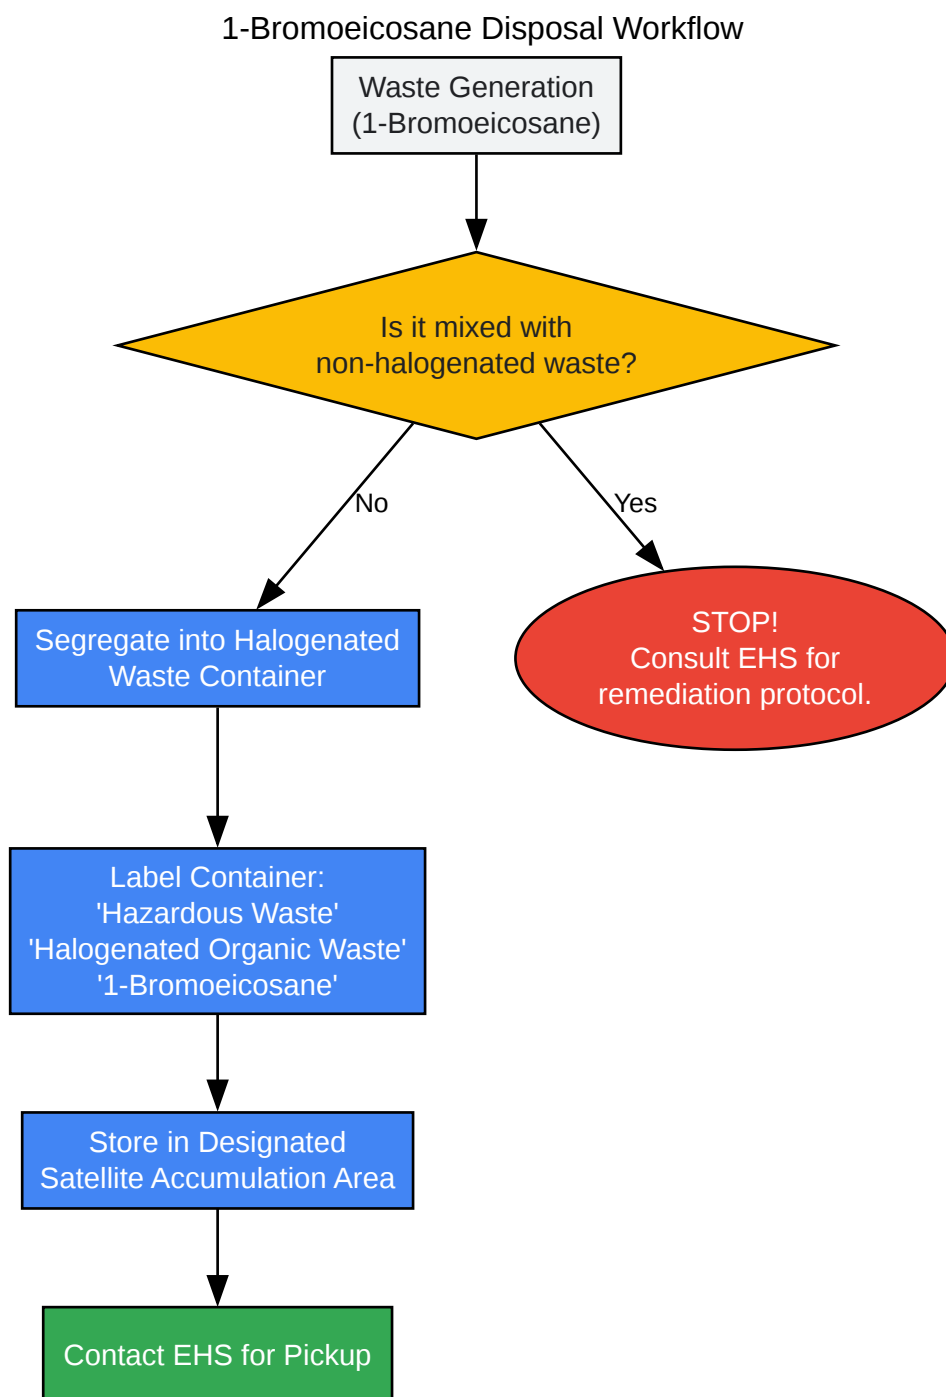 1-Bromoeicosane Disposal Workflow
Waste Generation
(1-Bromoeicosane)
Is it mixed with
non-halogenated waste?
No
Yes
Segregate into Halogenated
Waste Container
STOP!
Consult EHS for
remediation protocol.
Label Container:
'Hazardous Waste'
'Halogenated Organic Waste'
'1-Bromoeicosane'
Store in Designated
Satellite Accumulation Area
Contact EHS for Pickup